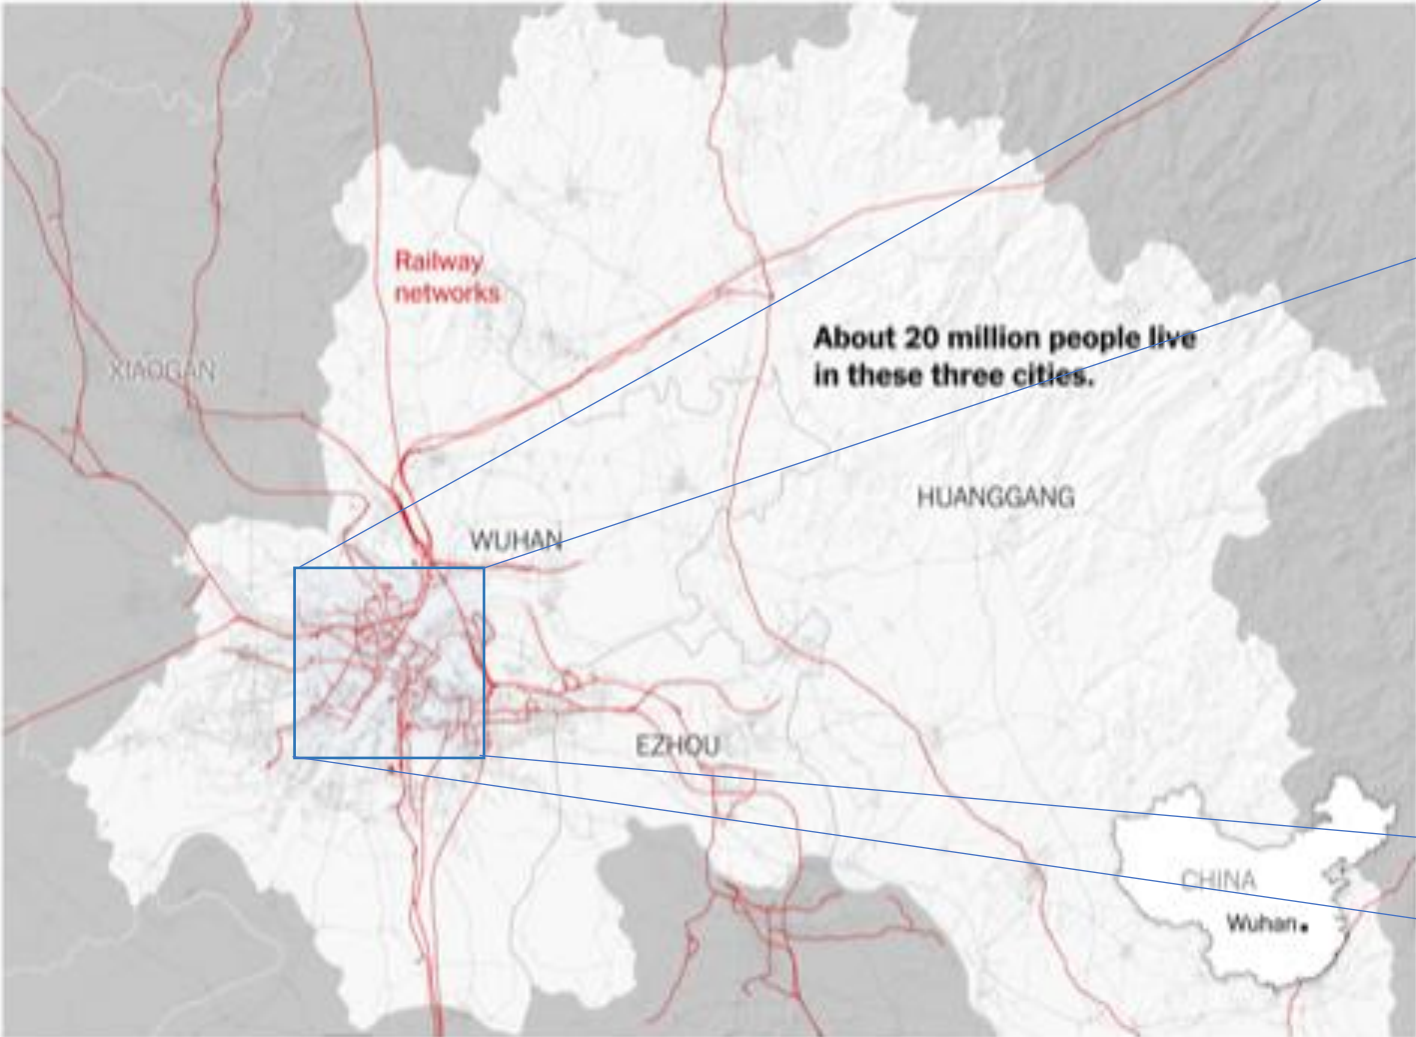 Railway
networks
About 20 million people live
in these three cities.
XIAOGAN
HUANGGANG
WUHAN
EZHOU
CHINA
Wuhan